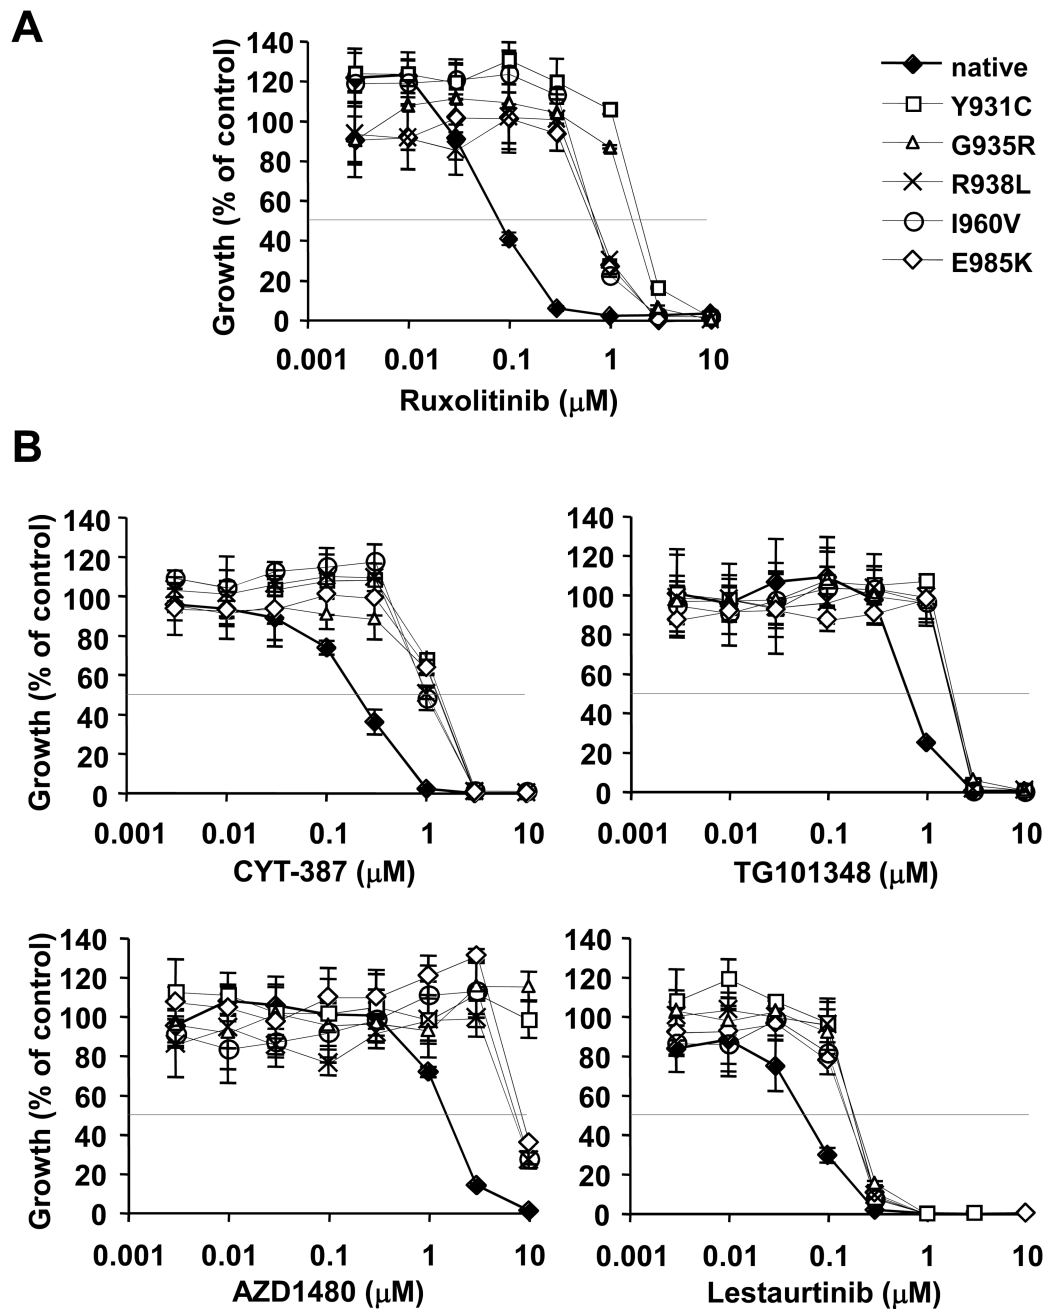 A
Growth (% of control)
140
120
100
80
60
40
20
0
0.001 0.01 0.1 1 10
Ruxolitinib (μM)
native
Y931C
G935R
R938L
I960V
E985K
B
Growth (% of control)
140
120
100
80
60
40
20
0
0.001 0.01 0.1 1 10
CYT-387 (μM)
140
120
100
80
60
40
20
0
0.001 0.01 0.1 1 10
TG101348 (μM)
Growth (% of control)
140
120
100
80
60
40
20
0
0.001 0.01 0.1 1 10
AZD1480 (μM)
140
120
100
80
60
40
20
0
0.001 0.01 0.1 1 10
Lestaurtinib (μM)